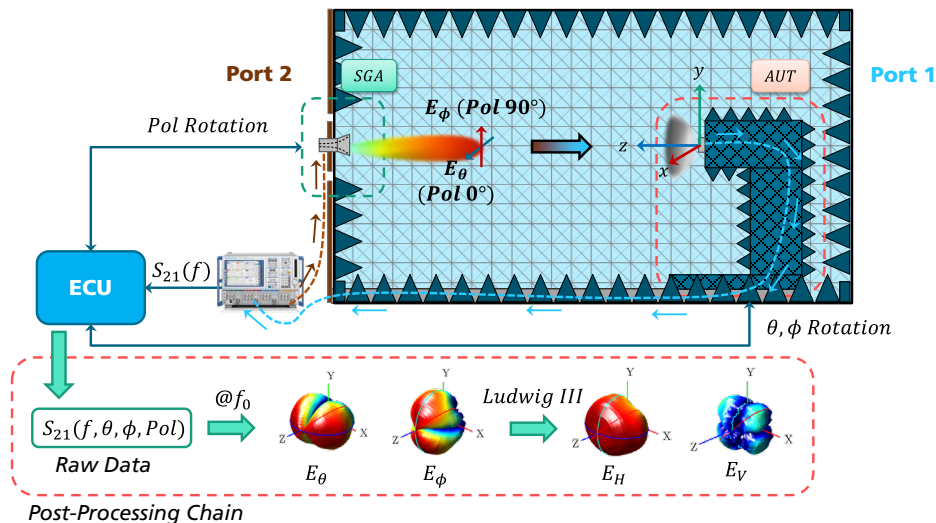 Port 2
SGA
AUT
Port 1
y
E_ϕ (Pol 90°)
Pol Rotation
z
x
E_θ
(Pol 0°)
S_21(f)
ECU
θ, ϕ Rotation
@f_0
Ludwig III
Y
Y
Y
Y
S_21(f, θ, ϕ, Pol)
Z
X
Z
X
Z
X
Z
X
Raw Data
E_θ
E_ϕ
E_H
E_V
Post-Processing Chain